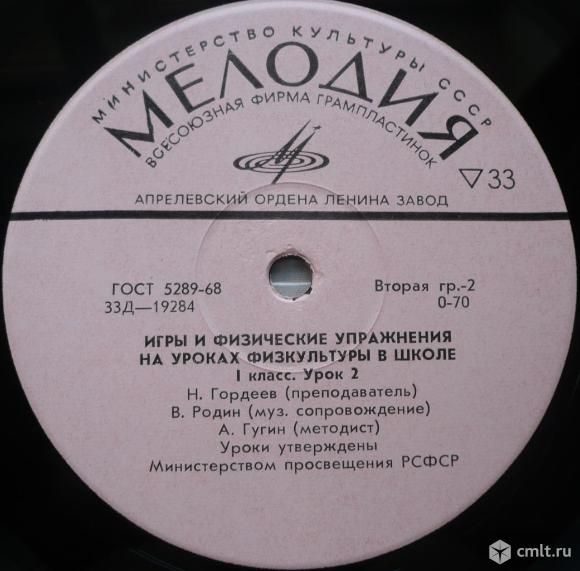 МИНИСТЕРСТВО КУЛЬТУРЫ СССР
МЕЛОДИЯ
ВСЕСОЮЗНАЯ ФИРМА ГРАМПЛАСТИНОК
33
АПРЕЛЕВСКИЙ ОРДЕНА ЛЕНИНА ЗАВОД
ГОСТ 5289-68
Вторая гр.-2
33Д—19284
0-70
ИГРЫ И ФИЗИЧЕСКИЕ УПРАЖНЕНИЯ
НА УРОКАХ ФИЗКУЛЬТУРЫ В ШКОЛЕ
I класс. Урок 2
Н. Гордеев (преподаватель)
В. Родин (муз. сопровождение)
А. Гугин (методист)
Уроки утверждены
Министерством просвещения РСФСР
cmlt.ru